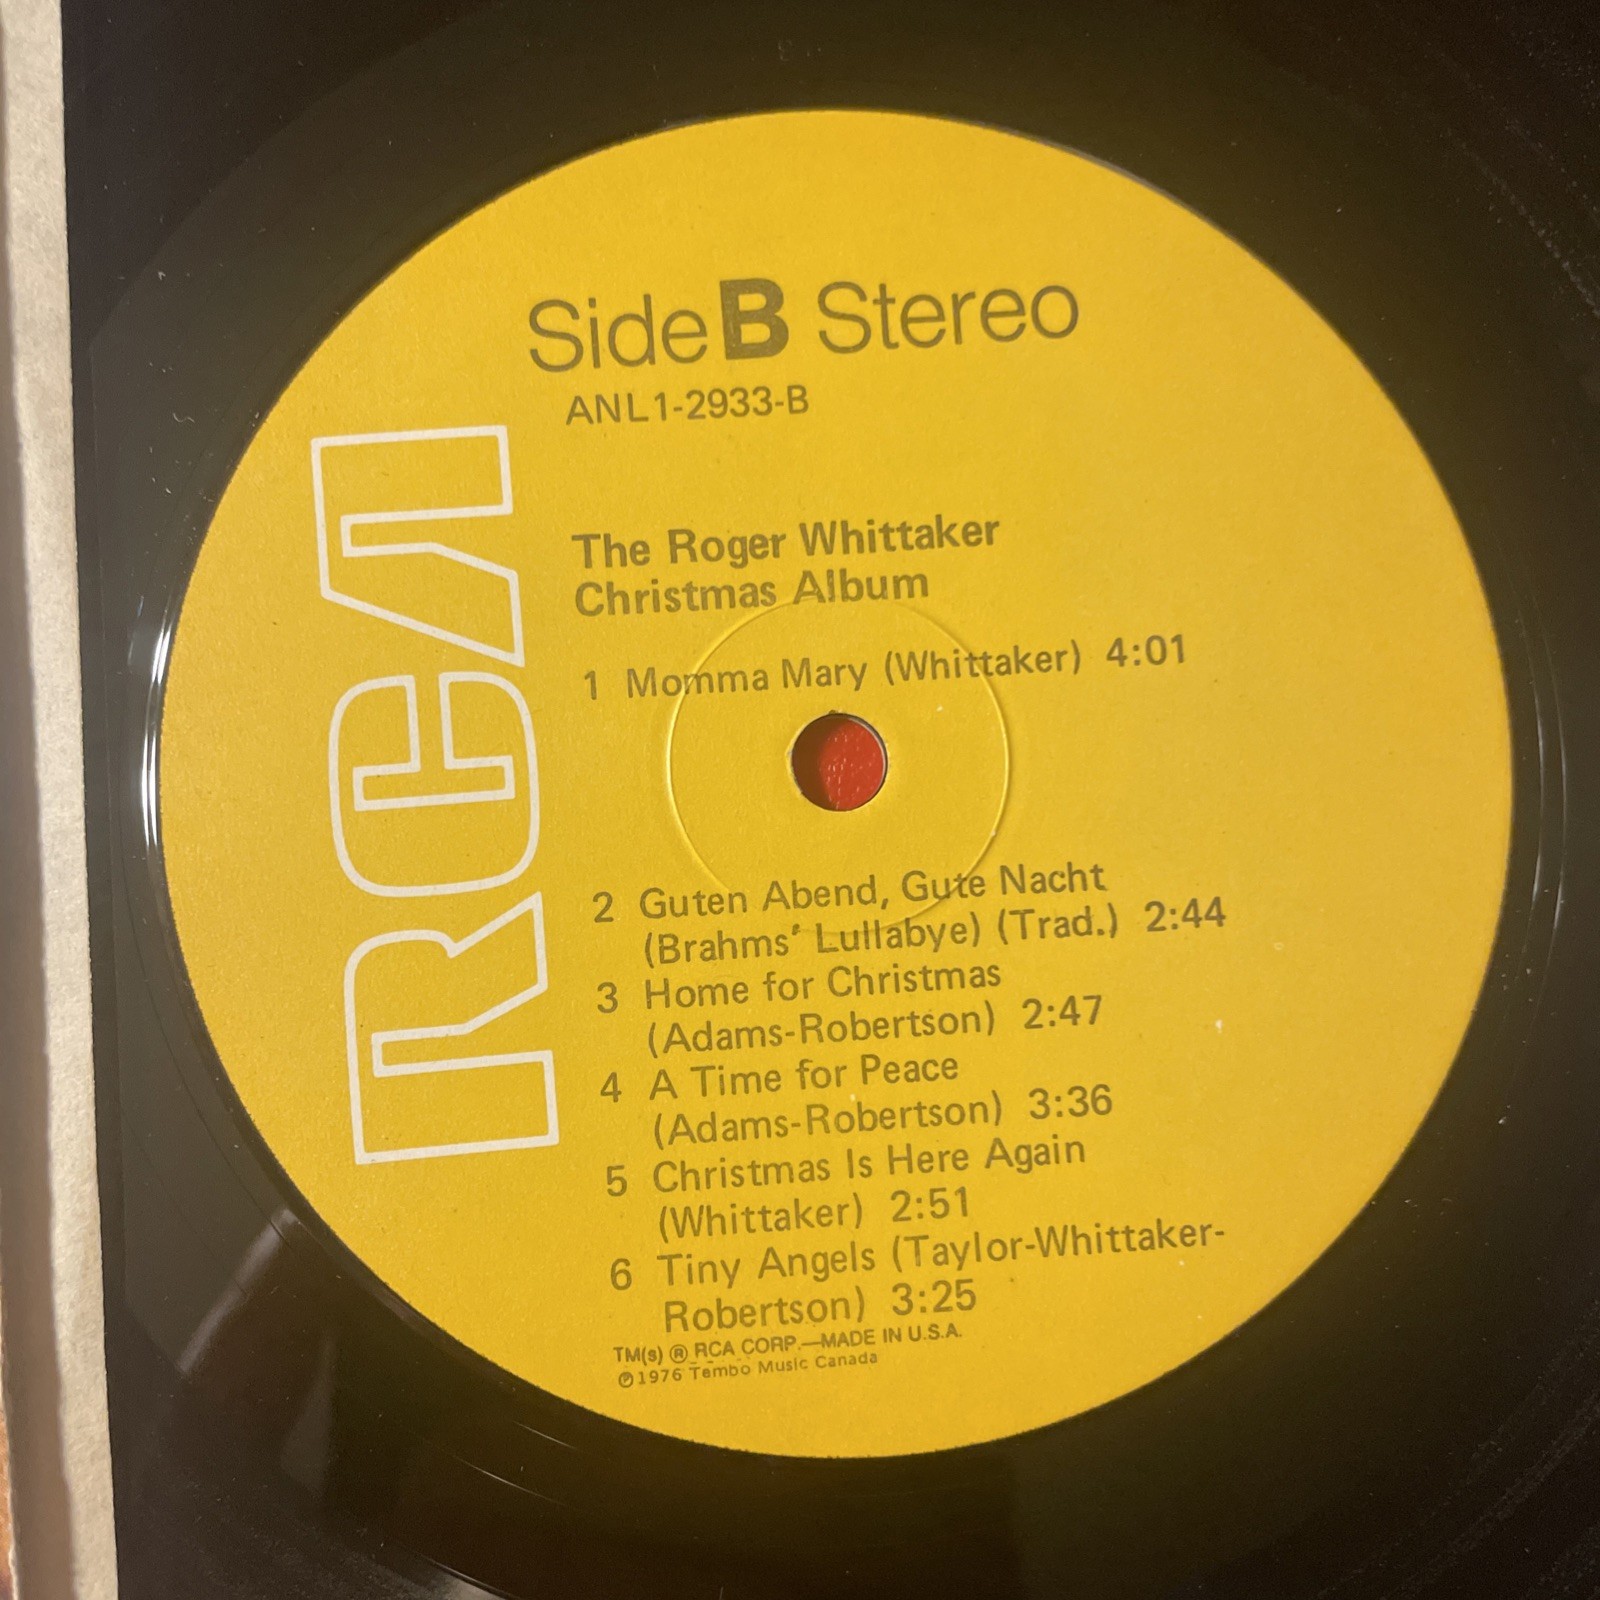 Side B Stereo
ANL1-2933-B
RCA
The Roger Whittaker
Christmas Album
1 Momma Mary (Whittaker) 4:01
2 Guten Abend, Gute Nacht
(Brahms' Lullabye) (Trad.) 2:44
3 Home for Christmas
(Adams-Robertson) 2:47
4 A Time for Peace
(Adams-Robertson) 3:36
5 Christmas Is Here Again
(Whittaker) 2:51
6 Tiny Angels (Taylor-Whittaker-
Robertson) 3:25
TM(s) ® RCA CORP.—MADE IN U.S.A.
℗1976 Tembo Music Canada